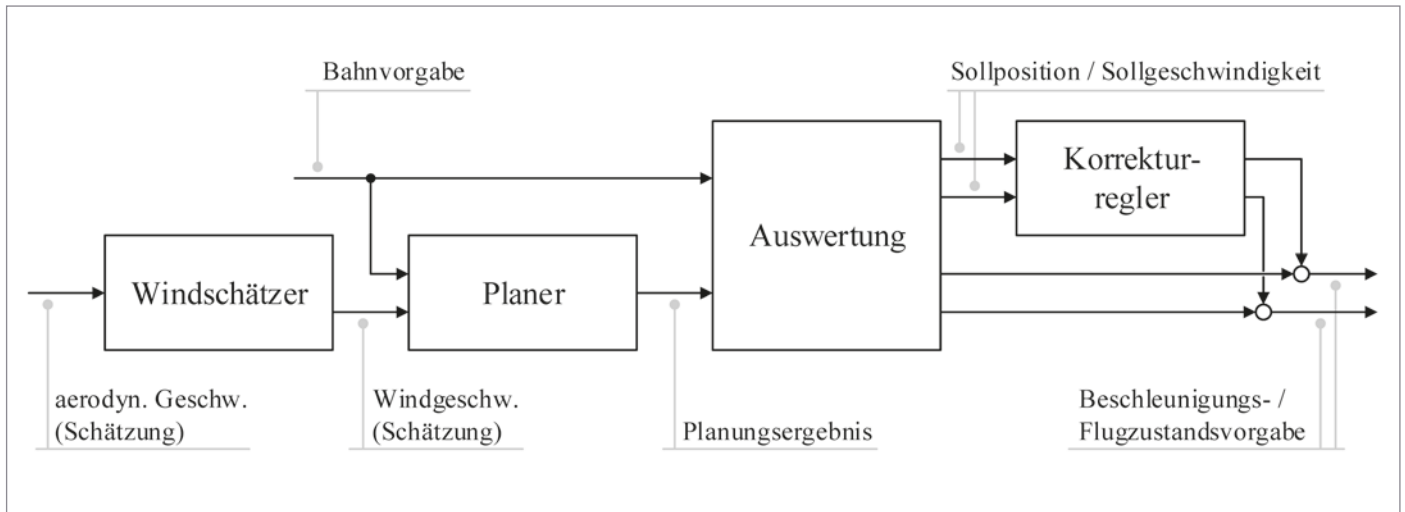 Bahnvorgabe
Sollposition / Sollgeschwindigkeit
Korrektur-
regler
Auswertung
Windschätzer
Planer
aerodyn. Geschw.
(Schätzung)
Windgeschw.
(Schätzung)
Planungsergebnis
Beschleunigungs- /
Flugzustandsvorgabe